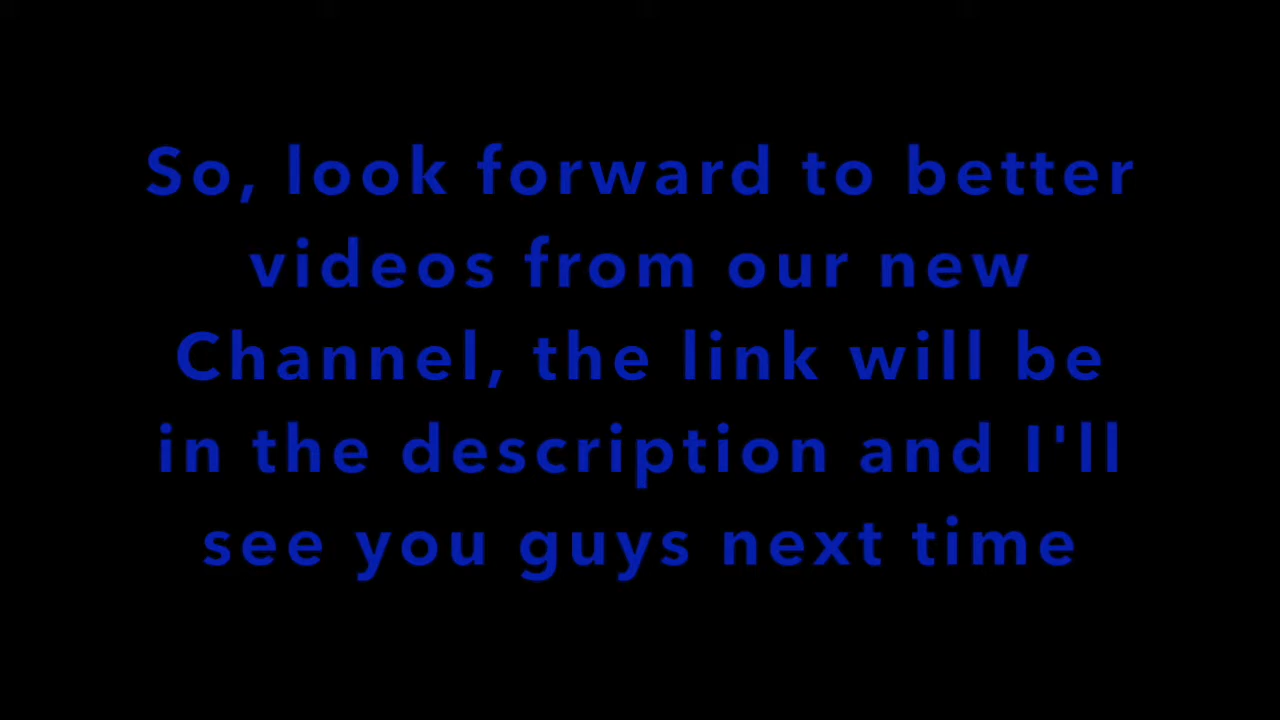 So, look forward to better
videos from our new
Channel, the link will be
in the description and I'll
see you guys next time